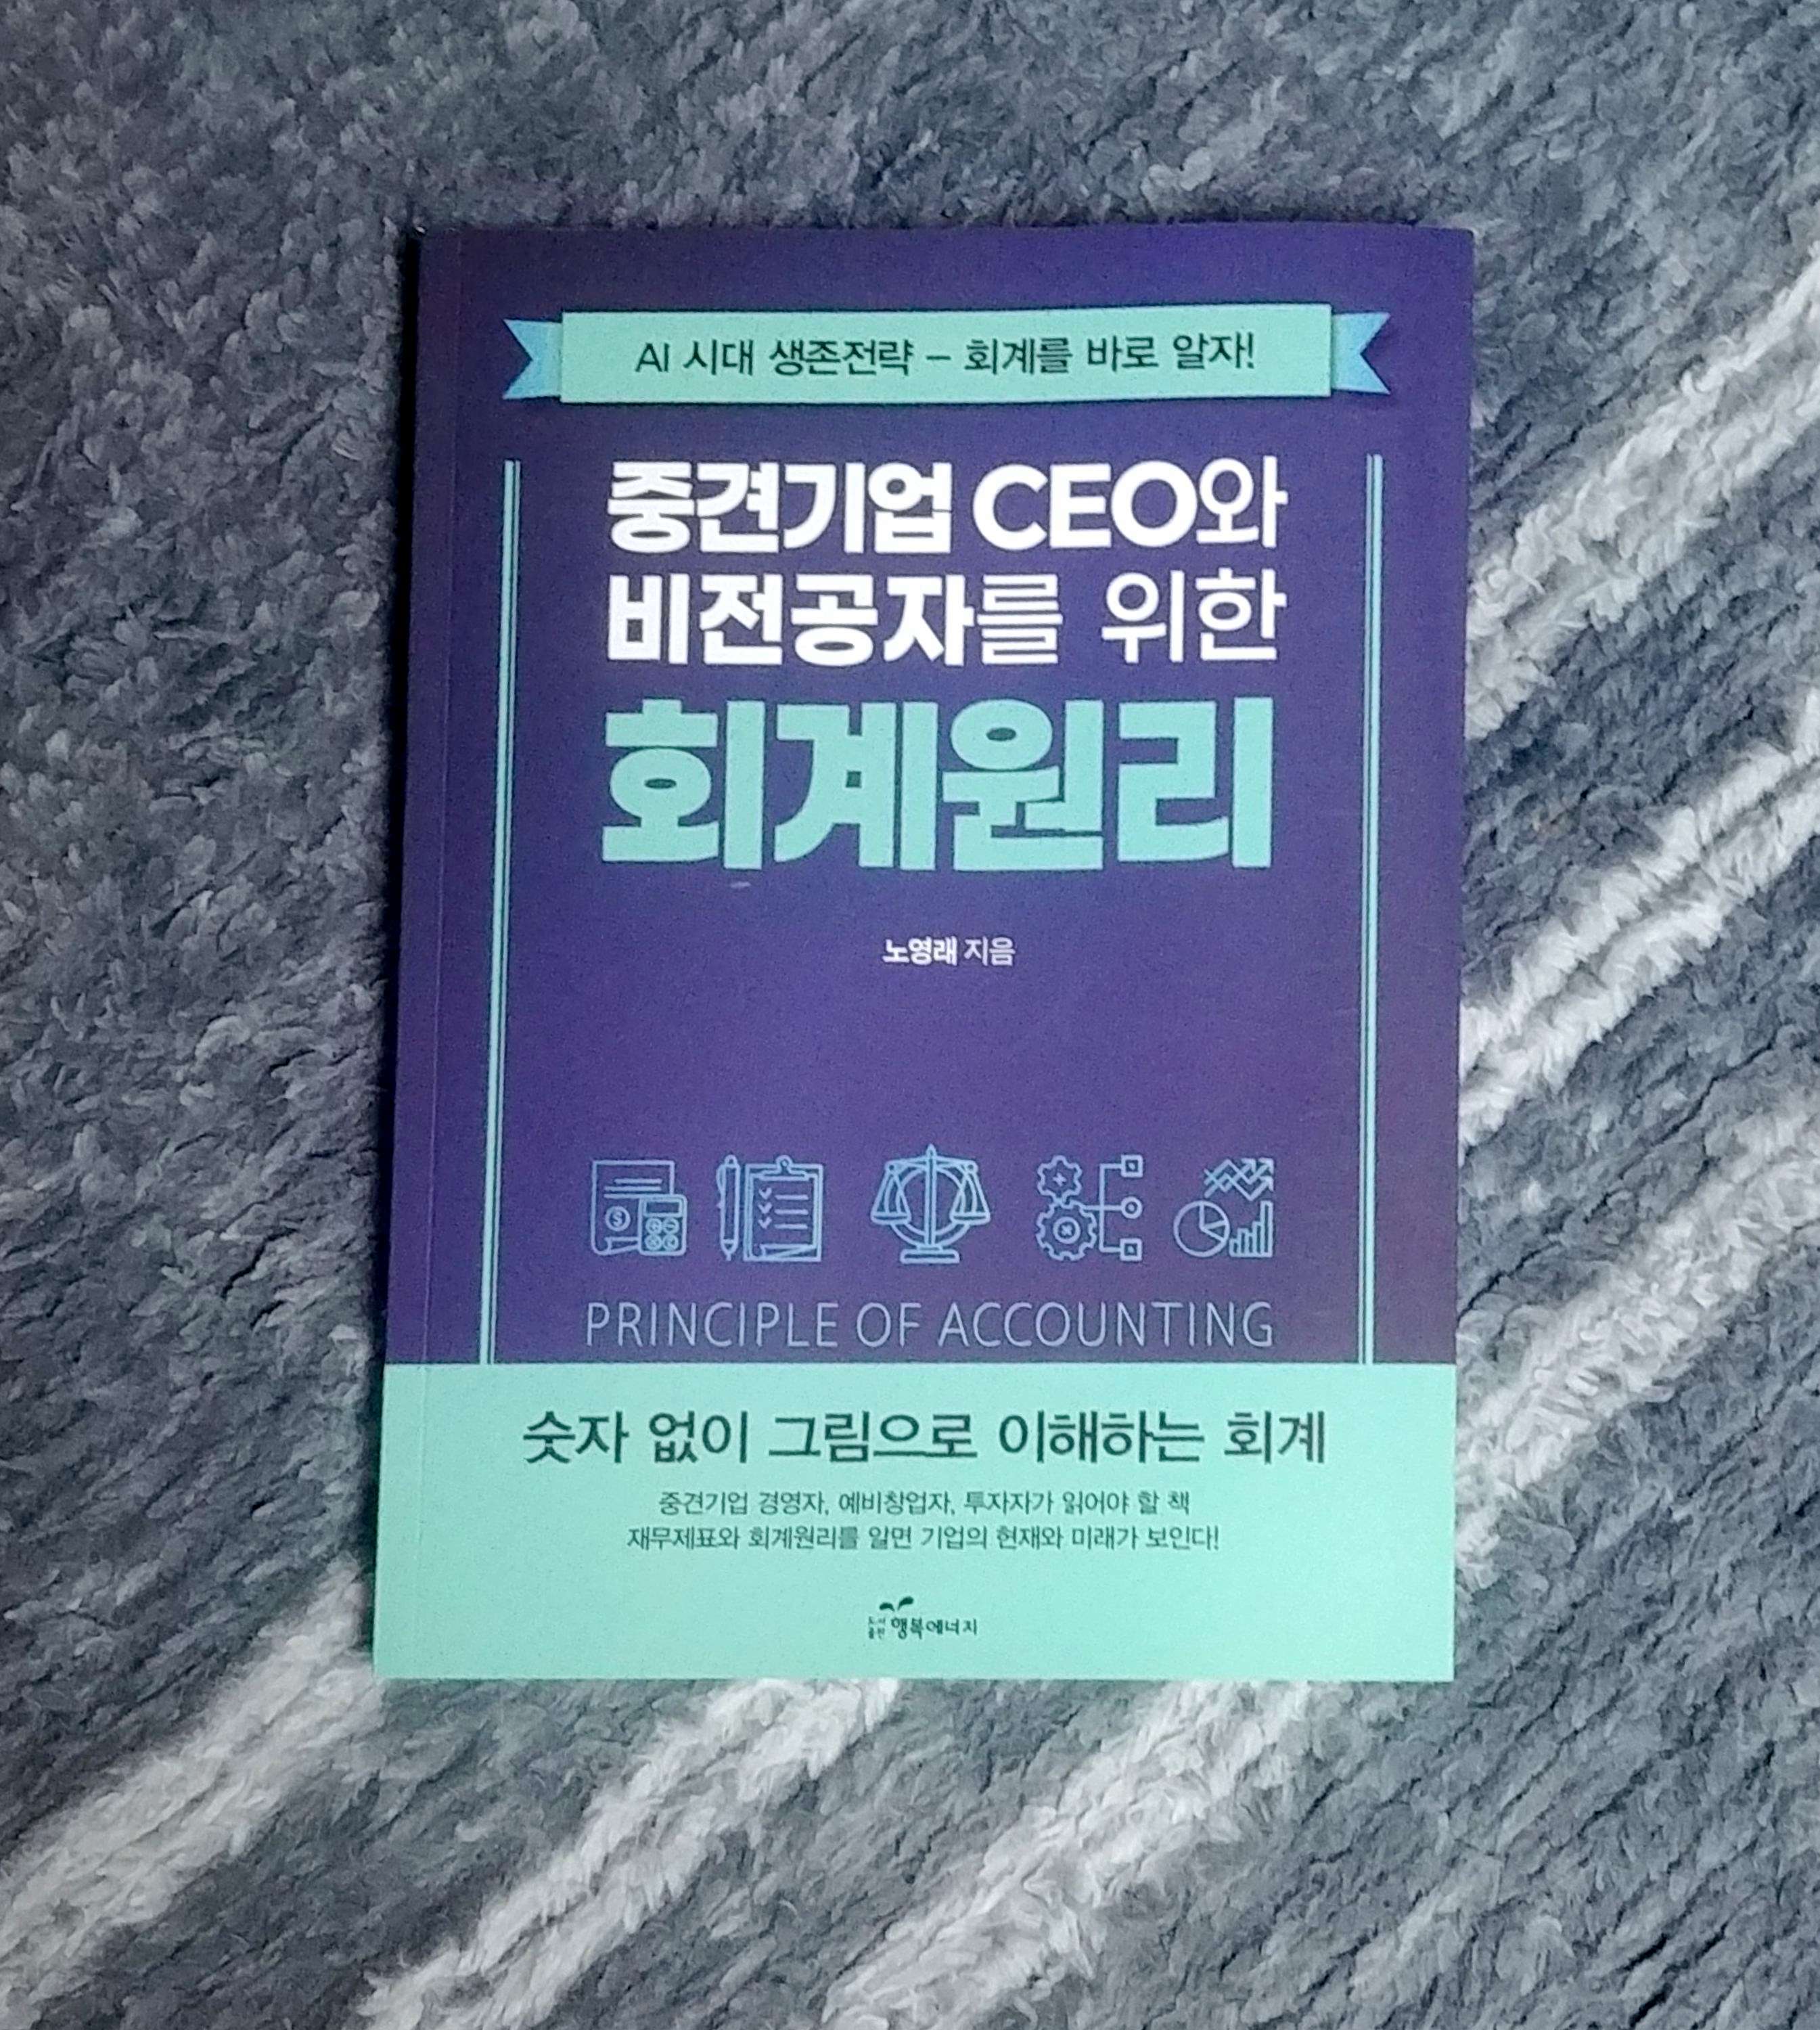 AI 시대 생존전략 – 회계를 바로 알자!
중견기업 CEO와
비전공자를 위한
회계원리
노영래 지음
PRINCIPLE OF ACCOUNTING
숫자 없이 그림으로 이해하는 회계
중견기업 경영자, 예비창업자, 투자자가 읽어야 할 책
재무제표와 회계원리를 알면 기업의 현재와 미래가 보인다!
도서출판 행복에너지